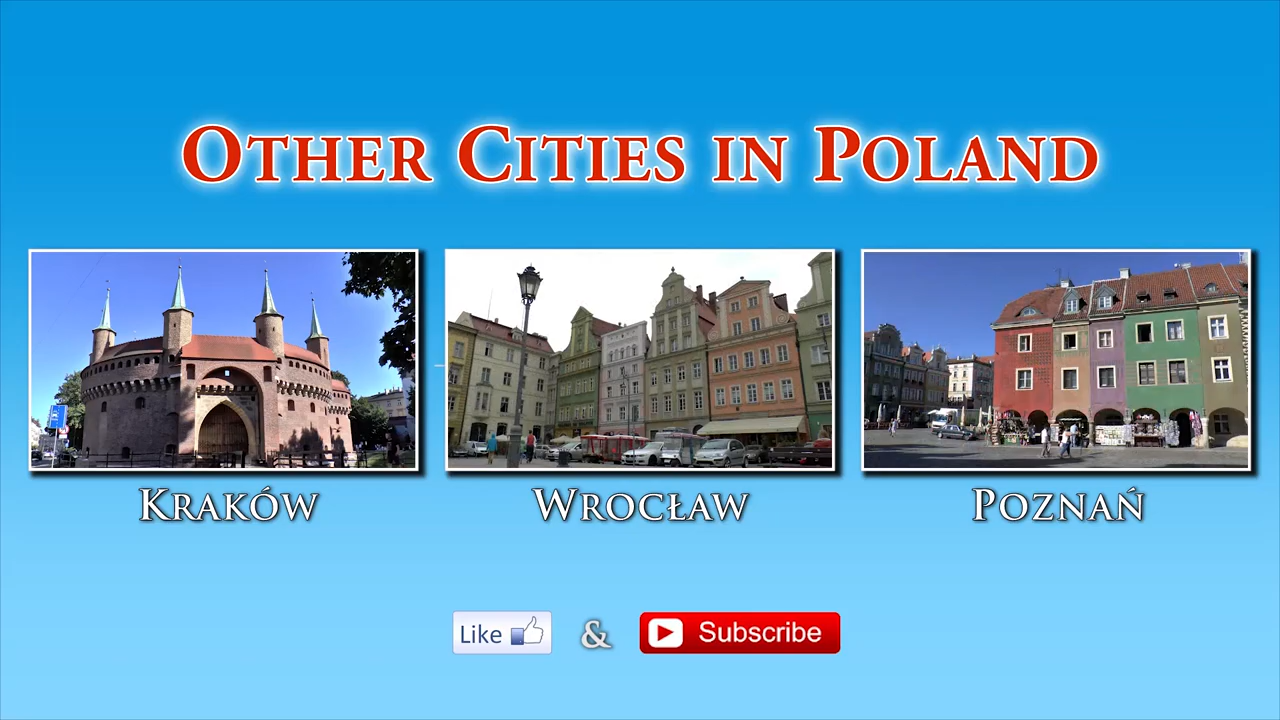 Other Cities in Poland
Kraków
Wrocław
Poznań
Like & Subscribe